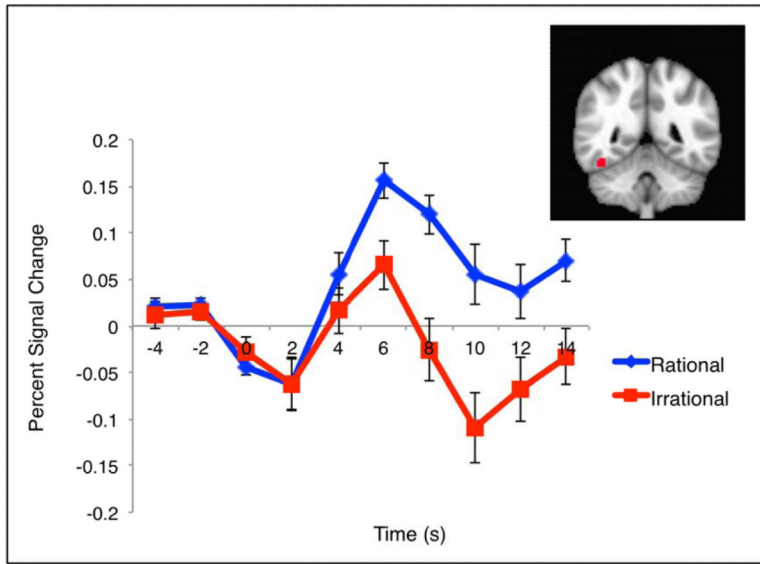 0.2
0.15
0.1
0.05
0
-0.05
-0.1
-0.15
-0.2
Percent Signal Change
-4 -2 0 2 4 6 8 10 12 14
Time (s)
Rational
Irrational